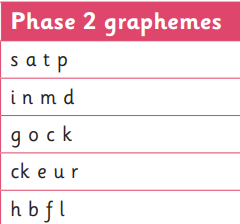 Phase 2 graphemes
s a t p
i n m d
g o c k
ck e u r
h b f l